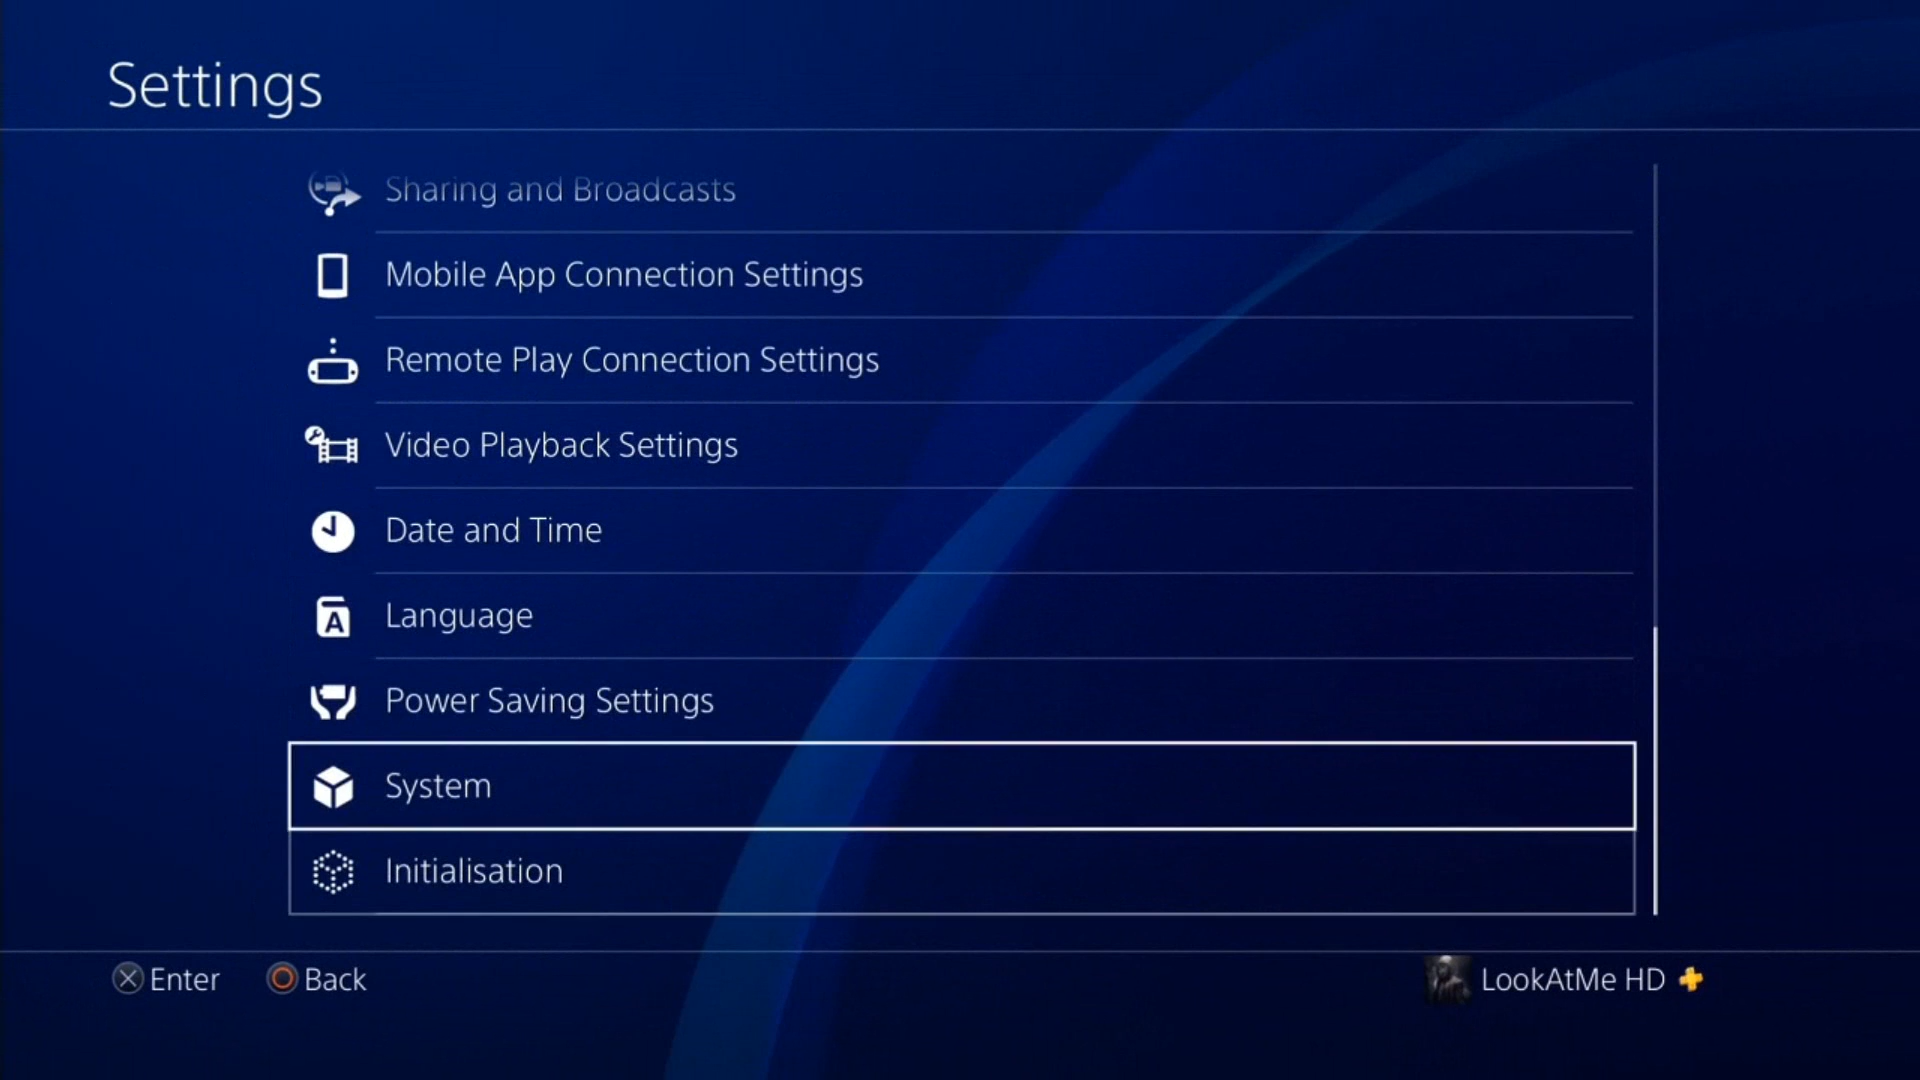 Settings
Sharing and Broadcasts
Mobile App Connection Settings
Remote Play Connection Settings
Video Playback Settings
Date and Time
A Language
Power Saving Settings
System
Initialisation
Enter Back LookAtMe HD